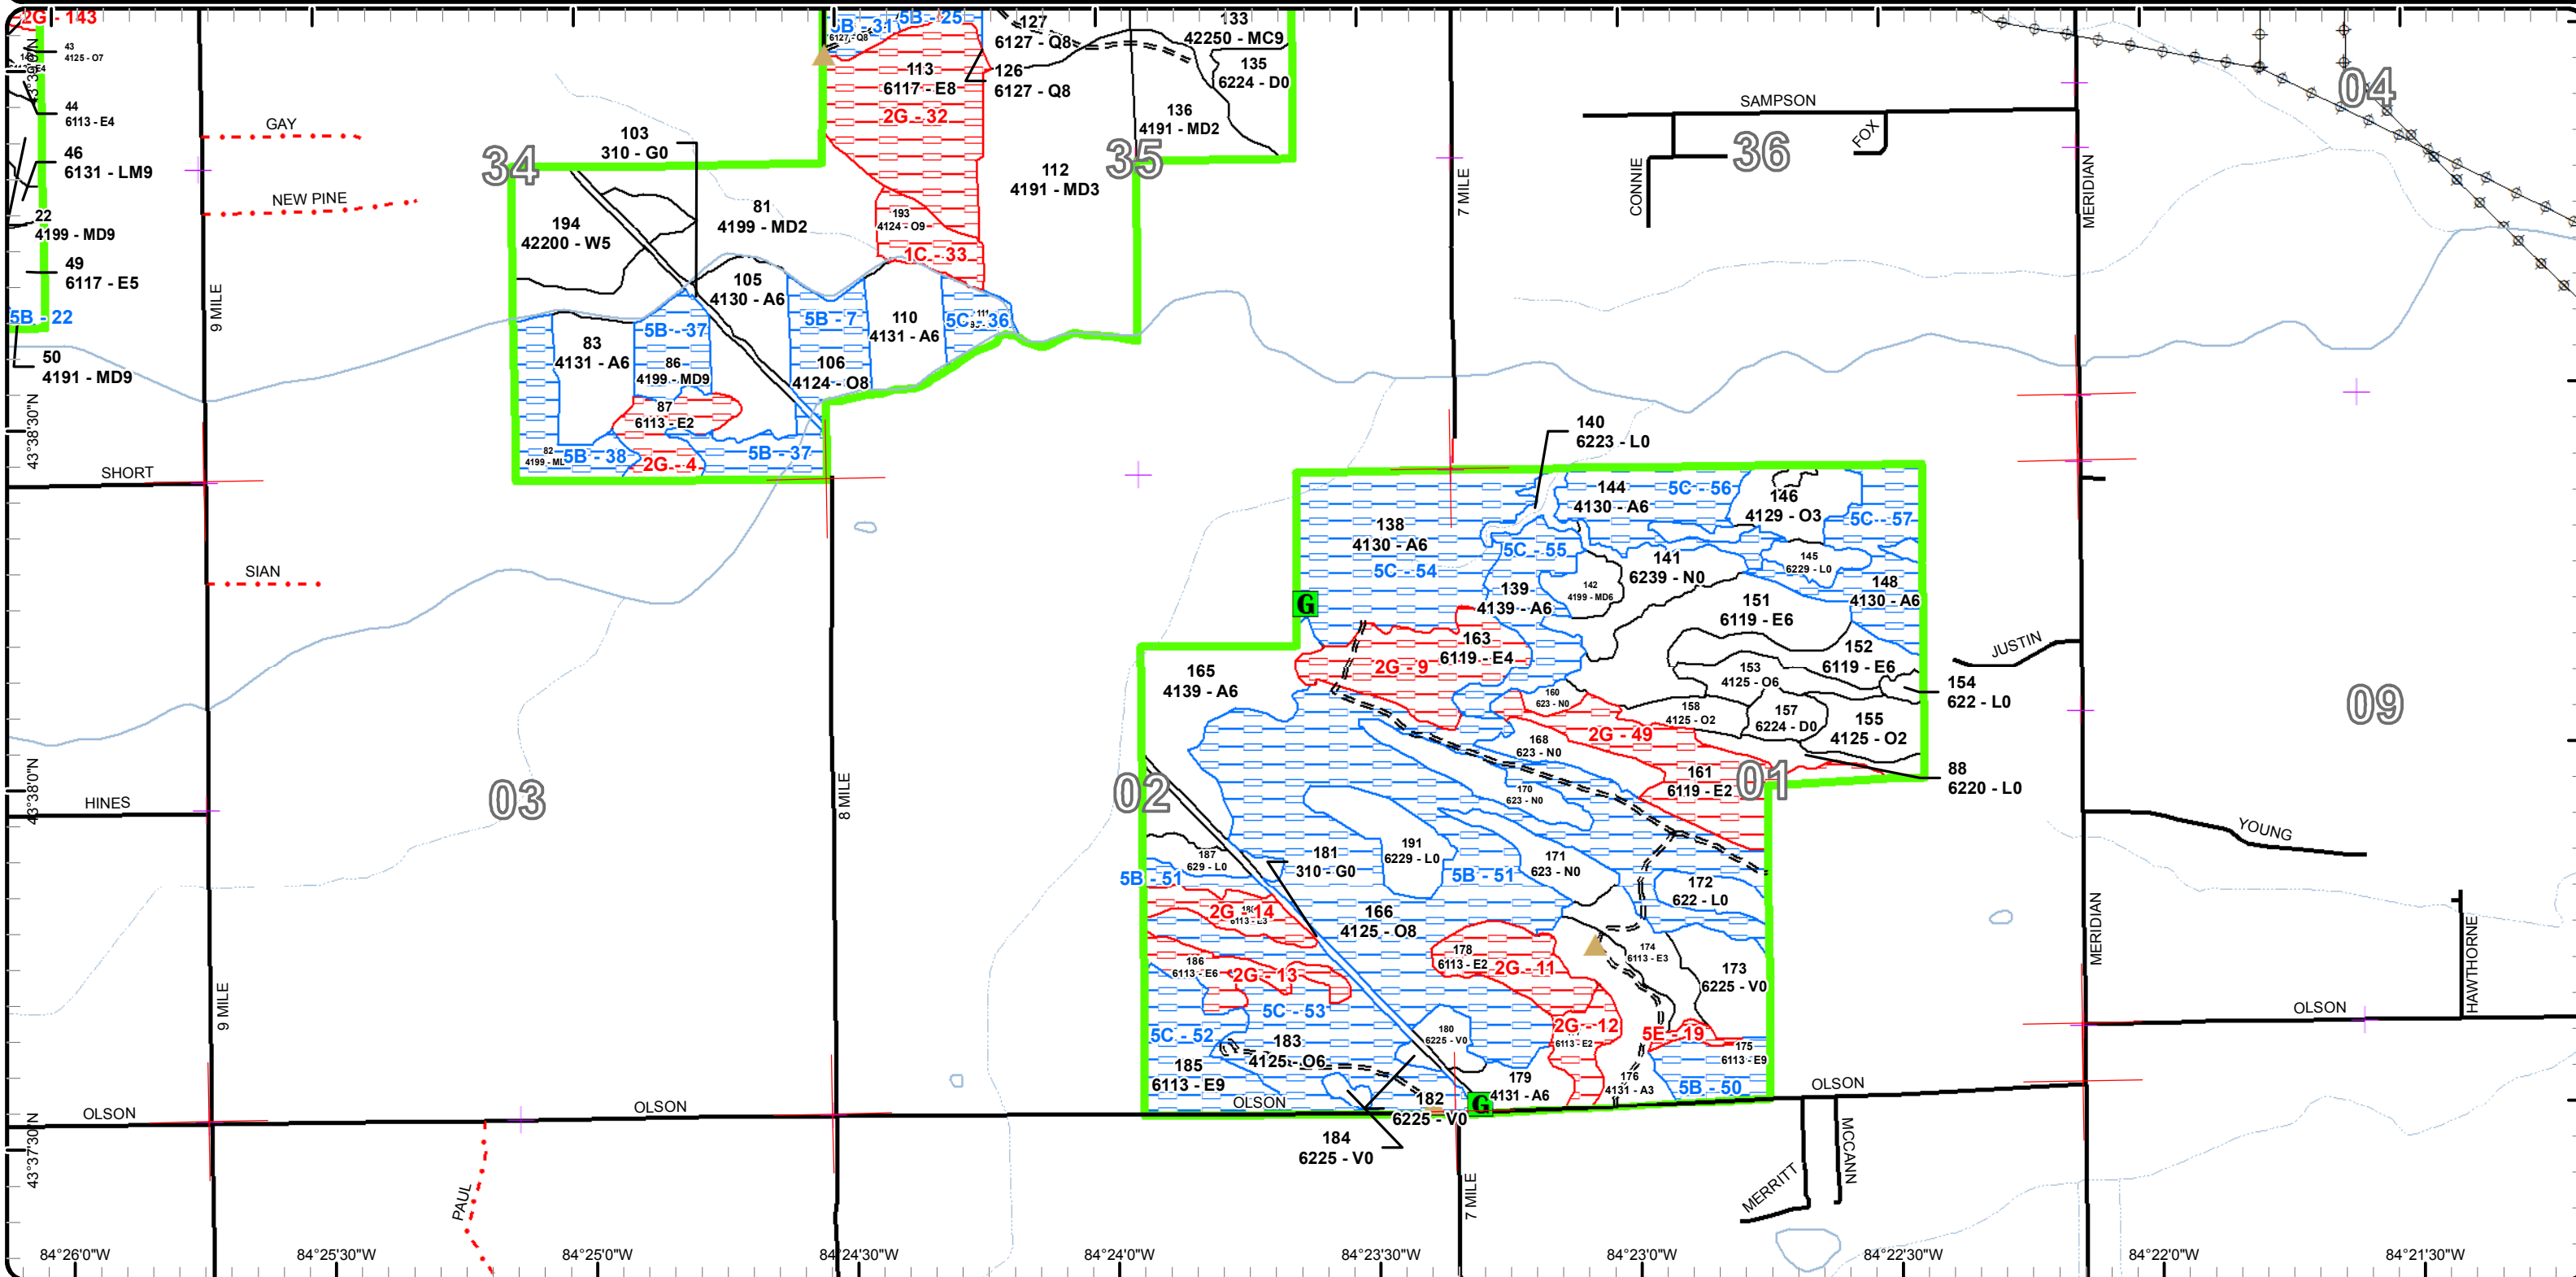 2G - 143
43
4125 - O7
44
6113 - E4
46
6131 - LM9
22
4199 - MD9
49
6117 - E5
5B - 22
50
4191 - MD9
GAY
NEW PINE
9 MILE
SHORT
SIAN
HINES
9 MILE
OLSON
PAUL
34
103
310 - G0
194
42200 - W5
81
4199 - MD2
105
4130 - A6
83
4131 - A6
5B - 37
86
4199 - MD9
87
6113 - E2
82
4199 - ML
5B - 38
2G - 4
5B - 37
5B - 7
106
4124 - O8
110
4131 - A6
5C - 36
111
5B - 31
6127 - Q8
5B - 25
113
6117 - E8
2G - 32
193
4124 - O9
1C - 33
127
6127 - Q8
126
6127 - Q8
112
4191 - MD3
133
42250 - MC9
135
6224 - D0
136
4191 - MD2
35
7 MILE
SAMPSON
CONNIE
FOX
36
MERIDIAN
04
140
6223 - L0
138
4130 - A6
5C - 54
144
4130 - A6
5C - 56
146
4129 - O3
5C - 57
5C - 55
141
6239 - N0
145
6229 - L0
139
4139 - A6
142
4199 - MD6
148
4130 - A6
151
6119 - E6
G
163
6119 - E4
2G - 9
152
6119 - E6
153
4125 - O6
154
622 - L0
JUSTIN
165
4139 - A6
160
623 - N0
158
4125 - O2
157
6224 - D0
155
4125 - O2
168
623 - N0
2G - 49
161
6119 - E2
01
88
6220 - L0
09
03
8 MILE
02
170
623 - N0
YOUNG
187
629 - L0
181
310 - G0
191
6229 - L0
171
623 - N0
5B - 51
5B - 51
172
622 - L0
2G - 14
166
4125 - O8
178
6113 - E2
2G - 11
174
6113 - E3
173
6225 - V0
186
6113 - E6
2G - 13
5C - 53
5C - 52
180
6225 - V0
2G - 12
6113 - E2
5E - 19
175
6113 - E9
183
4125 - O6
185
6113 - E9
179
4131 - A6
176
4131 - A3
5B - 50
G
182
6225 - V0
184
6225 - V0
OLSON
OLSON
OLSON
OLSON
MERIDIAN
HAWTHORNE
MERRITT
MCCANN
7 MILE
43°38'30"N
43°38'0"N
43°37'30"N
84°26'0"W
84°25'30"W
84°25'0"W
84°24'30"W
84°24'0"W
84°23'30"W
84°23'0"W
84°22'30"W
84°22'0"W
84°21'30"W